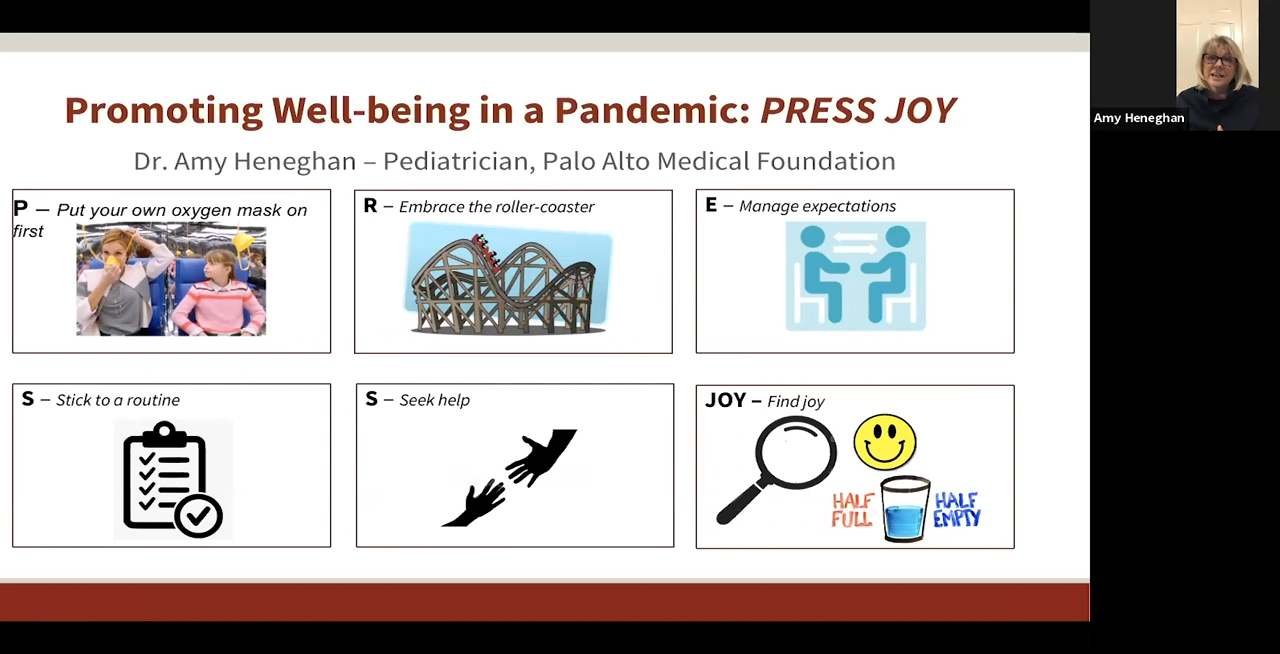 Promoting Well-being in a Pandemic: PRESS JOY
Dr. Amy Heneghan – Pediatrician, Palo Alto Medical Foundation
P – Put your own oxygen mask on
first
R – Embrace the roller-coaster
E – Manage expectations
S – Stick to a routine
S – Seek help
JOY – Find joy
HALF
FULL
HALF
EMPTY
Amy Heneghan